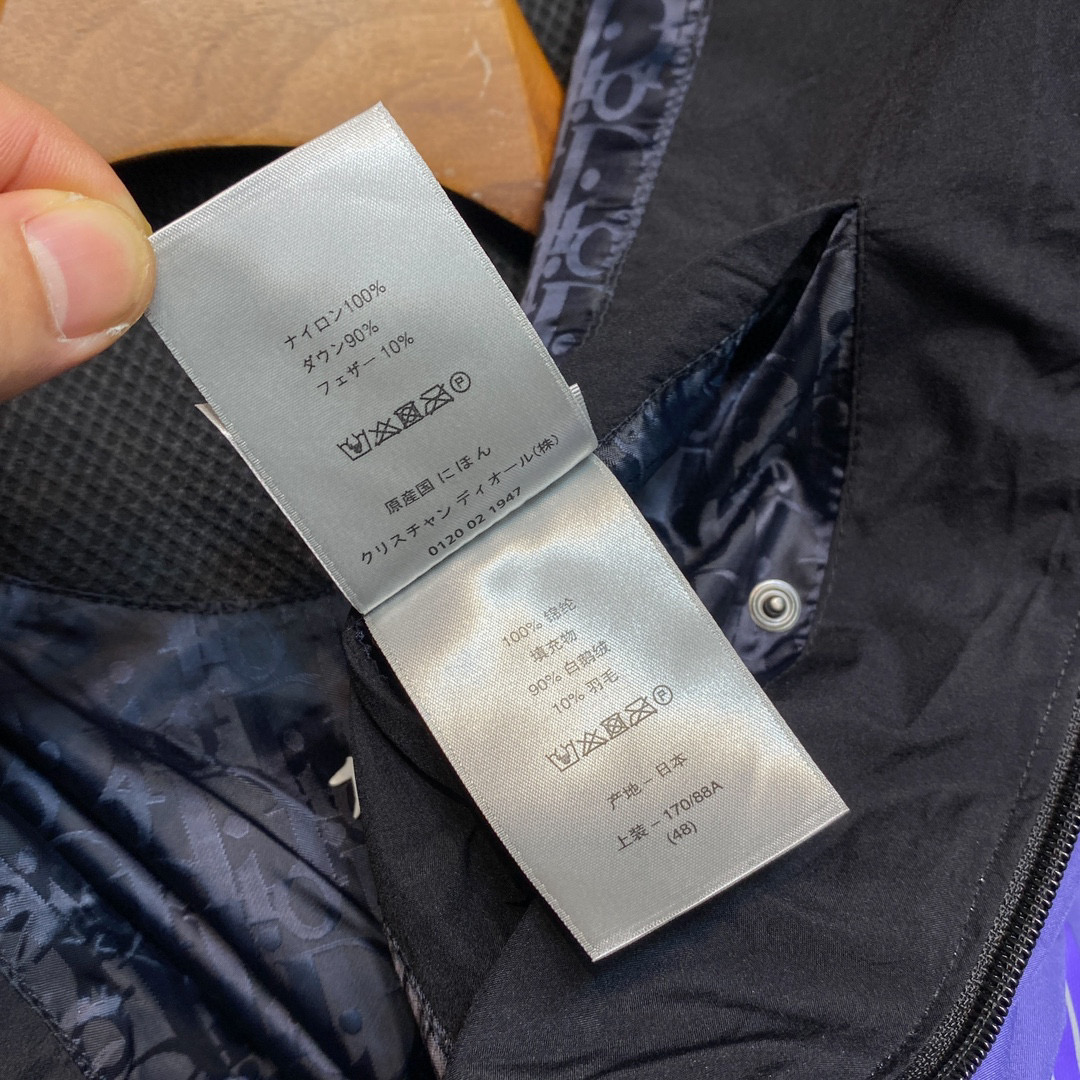 ナイロン100%
ダウン90%
フェザー 10%
P
原産国 にほん
クリスチャン ディオール(株)
0120 02 1947
100% 锦纶
填充物
90% 白鹅绒
10% 羽毛
P
产地 – 日本
上装 – 170/88A
(48)